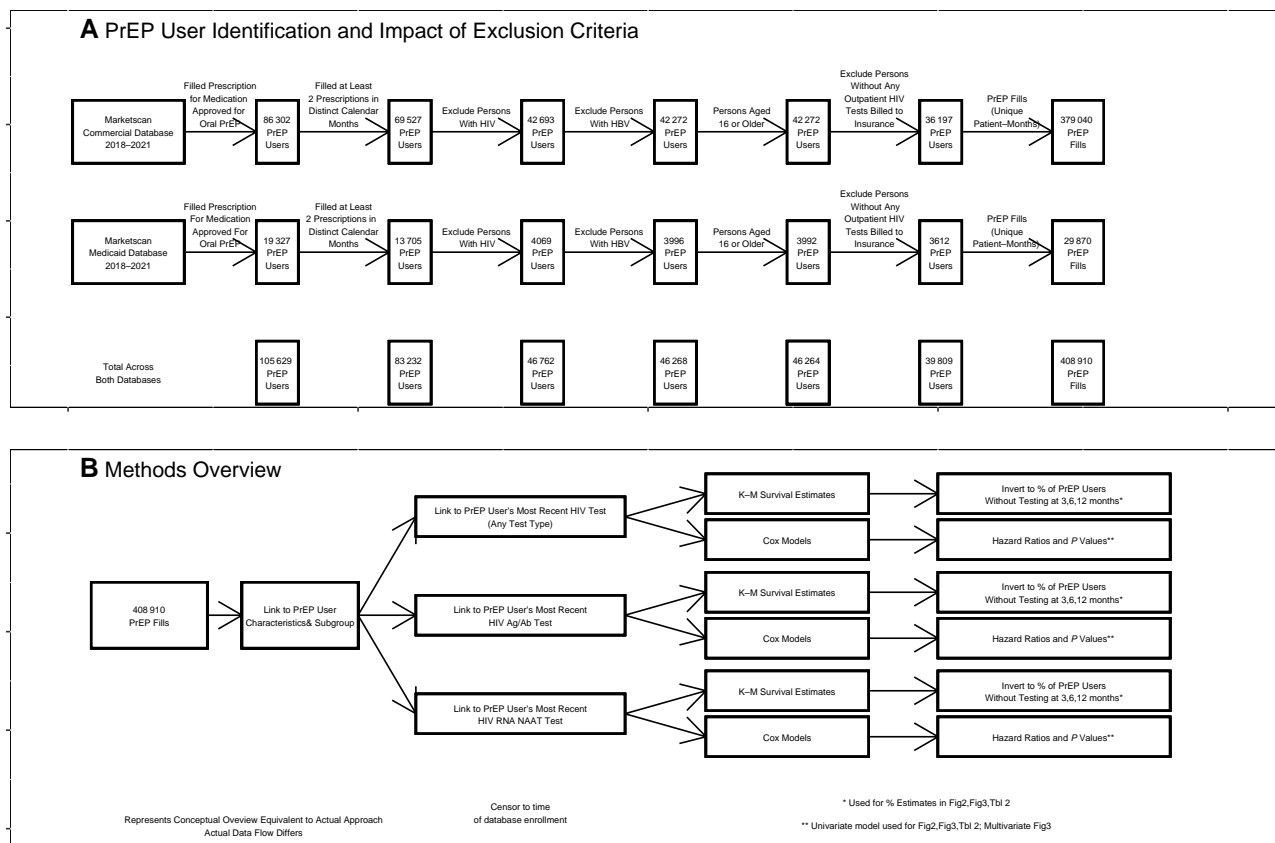 A PrEP User Identification and Impact of Exclusion Criteria
Marketscan
Commercial Database
2018–2021
Filled Prescription
for Medication
Approved for
Oral PrEP
86 302
PrEP
Users
Filled at Least
2 Prescriptions in
Distinct Calendar
Months
69 527
PrEP
Users
Exclude Persons
With HIV
42 693
PrEP
Users
Exclude Persons
With HBV
42 272
PrEP
Users
Persons Aged
16 or Older
42 272
PrEP
Users
Exclude Persons
Without Any
Outpatient HIV
Tests Billed to
Insurance
36 197
PrEP
Users
PrEP Fills
(Unique
Patient–Months)
379 040
PrEP
Fills
Marketscan
Medicaid Database
2018–2021
Filled Prescription
For Medication
Approved For
Oral PrEP
19 327
PrEP
Users
Filled at Least
2 Prescriptions in
Distinct Calendar
Months
13 705
PrEP
Users
Exclude Persons
With HIV
4069
PrEP
Users
Exclude Persons
With HBV
3996
PrEP
Users
Persons Aged
16 or Older
3992
PrEP
Users
Exclude Persons
Without Any
Outpatient HIV
Tests Billed to
Insurance
3612
PrEP
Users
PrEP Fills
(Unique
Patient–Months)
29 870
PrEP
Fills
Total Across
Both Databases
105 629
PrEP
Users
83 232
PrEP
Users
46 762
PrEP
Users
46 268
PrEP
Users
46 264
PrEP
Users
39 809
PrEP
Users
408 910
PrEP
Fills
B Methods Overview
408 910
PrEP Fills
Link to PrEP User
Characteristics& Subgroup
Link to PrEP User's Most Recent HIV Test
(Any Test Type)
K–M Survival Estimates
Invert to % of PrEP Users
Without Testing at 3,6,12 months*
Cox Models
Hazard Ratios and P Values**
Link to PrEP User's Most Recent
HIV Ag/Ab Test
K–M Survival Estimates
Invert to % of PrEP Users
Without Testing at 3,6,12 months*
Cox Models
Hazard Ratios and P Values**
Link to PrEP User's Most Recent
HIV RNA NAAT Test
K–M Survival Estimates
Invert to % of PrEP Users
Without Testing at 3,6,12 months*
Cox Models
Hazard Ratios and P Values**
Represents Conceptual Oveview Equivalent to Actual Approach
Actual Data Flow Differs
Censor to time
of database enrollment
* Used for % Estimates in Fig2,Fig3,Tbl 2
** Univariate model used for Fig2,Fig3,Tbl 2; Multivariate Fig3